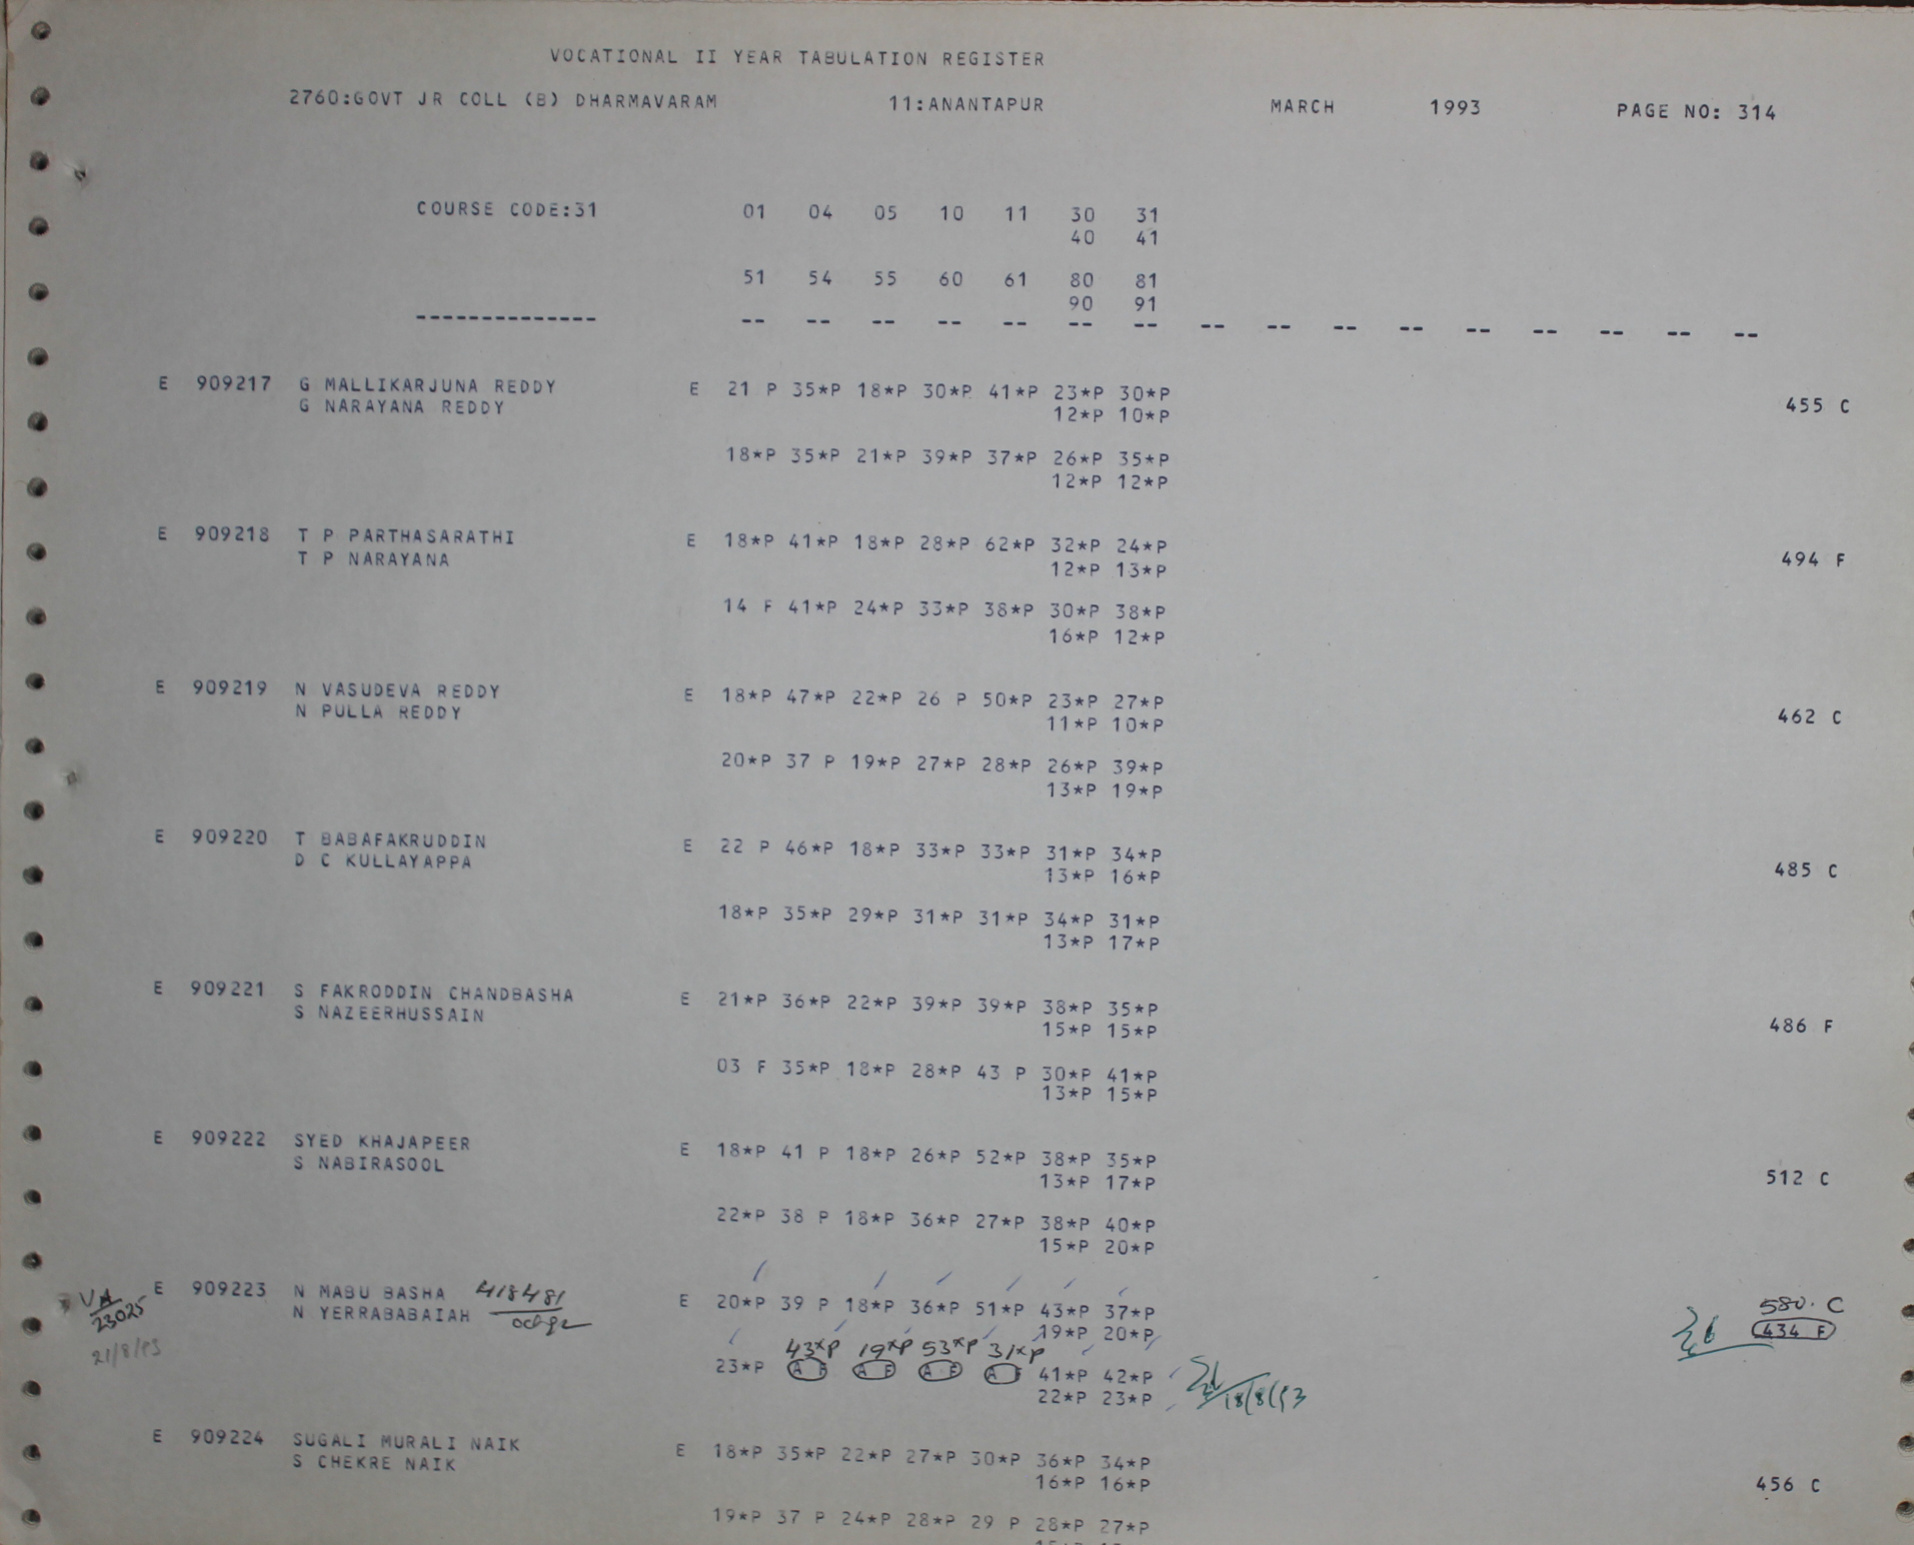 VOCATIONAL II YEAR TABULATION REGISTER
2760:GOVT JR COLL (B) DHARMAVARAM 11:ANANTAPUR MARCH 1993 PAGE NO: 314
COURSE CODE:31 01 04 05 10 11 30 31
40 41
51 54 55 60 61 80 81
90 91
-------------- -- -- -- -- -- -- -- -- -- -- -- -- -- -- -- --
E 909217 G MALLIKARJUNA REDDY E 21 P 35*P 18*P 30*P 41*P 23*P 30*P
G NARAYANA REDDY 12*P 10*P 455 C
18*P 35*P 21*P 39*P 37*P 26*P 35*P
12*P 12*P
E 909218 T P PARTHASARATHI E 18*P 41*P 18*P 28*P 62*P 32*P 24*P
T P NARAYANA 12*P 13*P 494 F
14 F 41*P 24*P 33*P 38*P 30*P 38*P
16*P 12*P
E 909219 N VASUDEVA REDDY E 18*P 47*P 22*P 26 P 50*P 23*P 27*P
N PULLA REDDY 11*P 10*P 462 C
20*P 37 P 19*P 27*P 28*P 26*P 39*P
13*P 19*P
E 909220 T BABAFAKRUDDIN E 22 P 46*P 18*P 33*P 33*P 31*P 34*P
D C KULLAYAPPA 13*P 16*P 485 C
18*P 35*P 29*P 31*P 31*P 34*P 31*P
13*P 17*P
E 909221 S FAKRODDIN CHANDBASHA E 21*P 36*P 22*P 39*P 39*P 38*P 35*P
S NAZEERHUSSAIN 15*P 15*P 486 F
03 F 35*P 18*P 28*P 43 P 30*P 41*P
13*P 15*P
E 909222 SYED KHAJAPEER E 18*P 41 P 18*P 26*P 52*P 38*P 35*P
S NABIRASOOL 13*P 17*P 512 C
22*P 38 P 18*P 36*P 27*P 38*P 40*P
15*P 20*P
VA E 909223 N MABU BASHA 418481 E 20*P 39 P 18*P 36*P 51*P 43*P 37*P 580. C
23025 N YERRABABAIAH 19*P 20*P 434 F
21/8/93 43*P 19*P 53*P 31*P
23*P A F A F A F A F 41*P 42*P
22*P 23*P 18/8/93
E 909224 SUGALI MURALI NAIK E 18*P 35*P 22*P 27*P 30*P 36*P 34*P
S CHEKRE NAIK 16*P 16*P 456 C
19*P 37 P 24*P 28*P 29 P 28*P 27*P